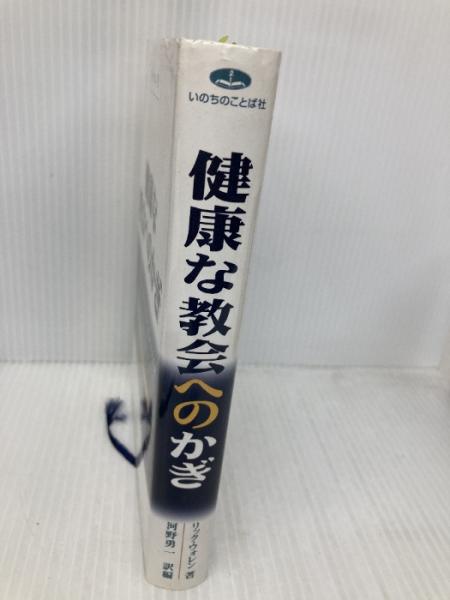 いのちのことば社
健康な教会へのかぎ
リック・ウォレン 著
河野勇一 訳編